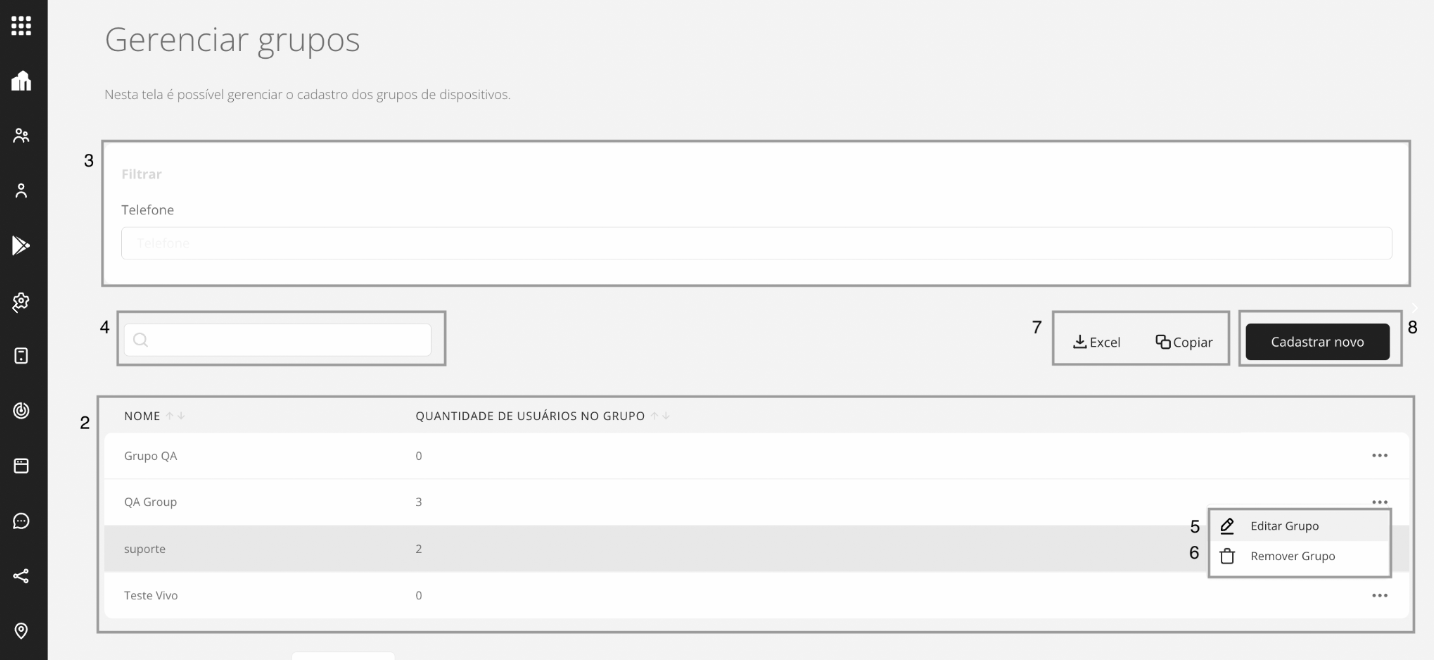 Gerenciar grupos
Nesta tela é possível gerenciar o cadastro dos grupos de dispositivos.
3
Filtrar
Telefone
Telefone
4
7
Excel
Copiar
Cadastrar novo
8
2
NOME
QUANTIDADE DE USUÁRIOS NO GRUPO
Grupo QA 0
QA Group 3
5 Editar Grupo
suporte 2
6 Remover Grupo
Teste Vivo 0